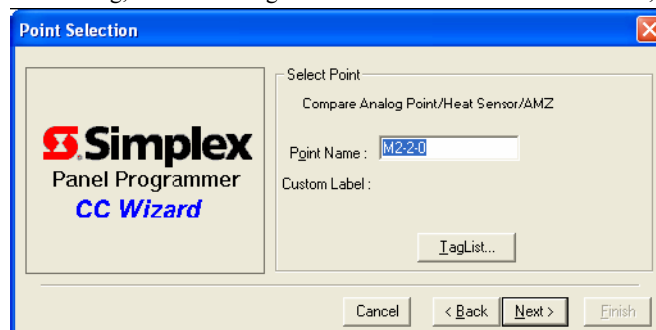 Point Selection
Select Point
Compare Analog Point/Heat Sensor/AMZ
Simplex
Panel Programmer
CC Wizard
Point Name :
M2-2-0
Custom Label :
TagList...
Cancel
< Back
Next >
Finish